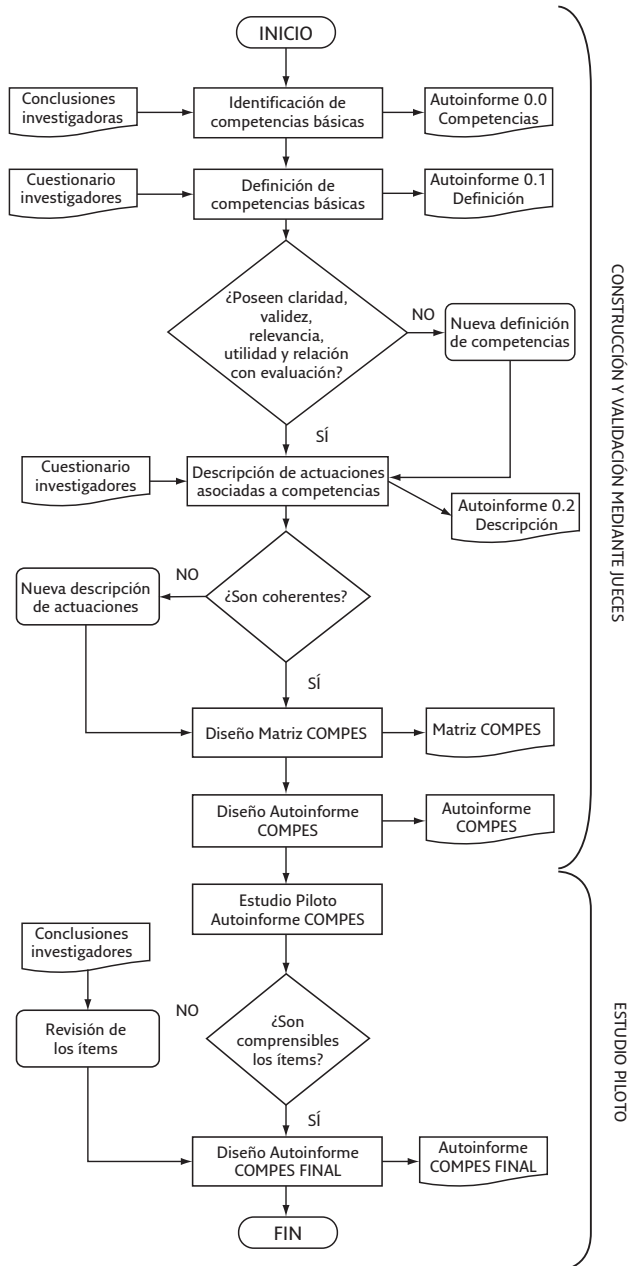 INICIO
Conclusiones
investigadoras
Identificación de
competencias básicas
Autoinforme 0.0
Competencias
Cuestionario
investigadores
Definición de
competencias básicas
Autoinforme 0.1
Definición
¿Poseen claridad,
validez,
relevancia,
utilidad y relación
con evaluación?
NO
Nueva definición
de competencias
SÍ
Cuestionario
investigadores
Descripción de actuaciones
asociadas a competencias
Autoinforme 0.2
Descripción
Nueva descripción
de actuaciones
NO
¿Son coherentes?
SÍ
Diseño Matriz COMPES
Matriz COMPES
Diseño Autoinforme
COMPES
Autoinforme
COMPES
CONSTRUCCIÓN Y VALIDACIÓN MEDIANTE JUECES
Estudio Piloto
Autoinforme COMPES
Conclusiones
investigadores
Revisión de
los ítems
NO
¿Son
comprensibles
los ítems?
SÍ
Diseño Autoinforme
COMPES FINAL
Autoinforme
COMPES FINAL
FIN
ESTUDIO PILOTO